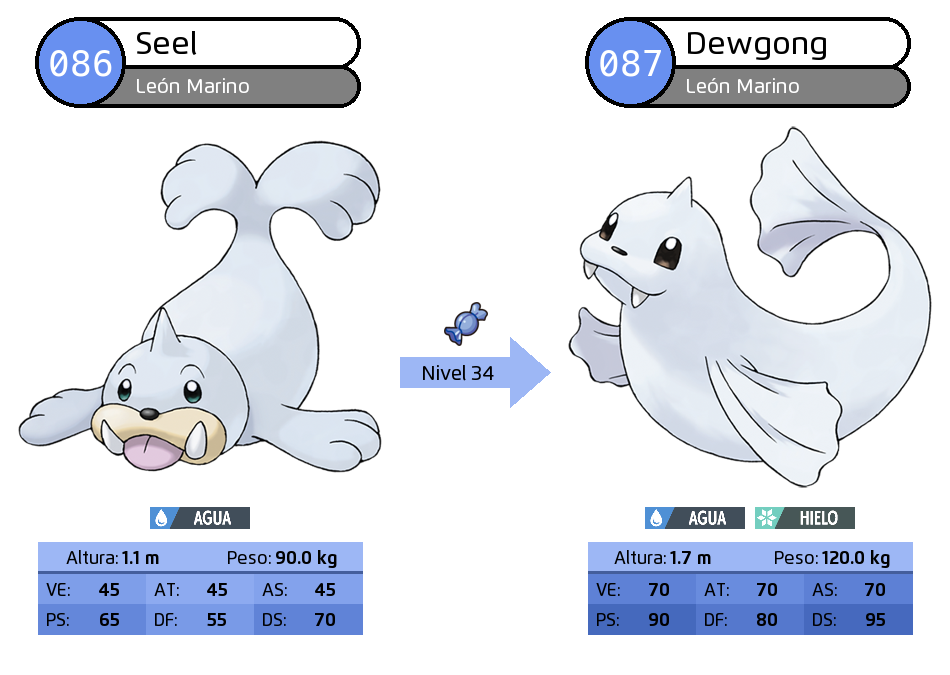 086
Seel
León Marino
087
Dewgong
León Marino
Nivel 34
AGUA
Altura: 1.1 m Peso: 90.0 kg
VE: 45 AT: 45 AS: 45
PS: 65 DF: 55 DS: 70
AGUA HIELO
Altura: 1.7 m Peso: 120.0 kg
VE: 70 AT: 70 AS: 70
PS: 90 DF: 80 DS: 95